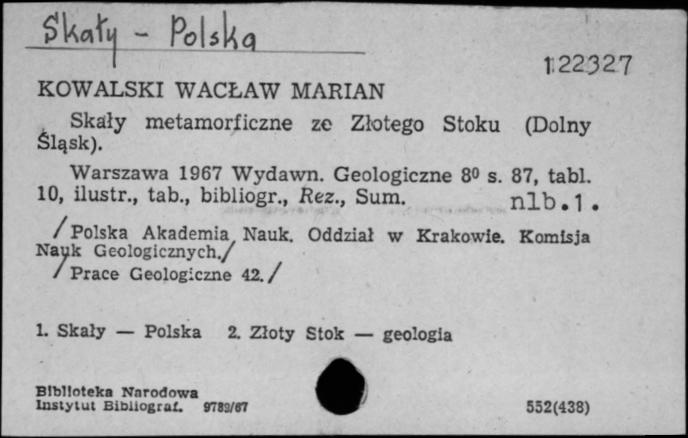 Skały - Polska
122327
KOWALSKI WACŁAW MARIAN
Skały metamorficzne ze Złotego Stoku (Dolny
Śląsk).
Warszawa 1967 Wydawn. Geologiczne 8⁰ s. 87, tabl.
10, ilustr., tab., bibliogr., Rez., Sum. nlb.1.
/Polska Akademia Nauk. Oddział w Krakowie. Komisja
Nauk Geologicznych./
/Prace Geologiczne 42./
1. Skały — Polska 2. Złoty Stok — geologia
Biblioteka Narodowa
Instytut Bibliograf. 9789/67
552(438)